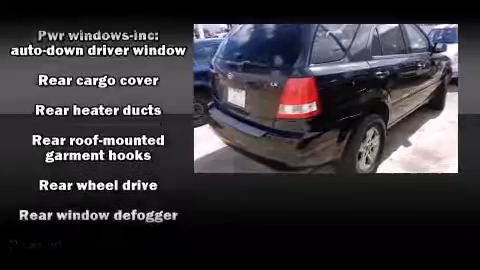 Pwr windows-inc:
auto-down driver window
Rear cargo cover
Rear heater ducts
Rear roof-mounted
garment hooks
Rear wheel drive
Rear window defogger